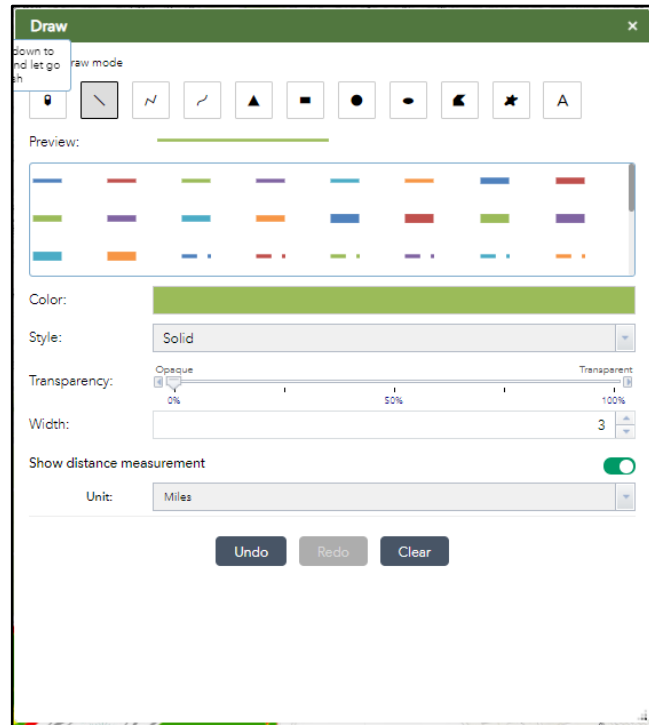 Draw
down to
nd let go
sh
raw mode
A
Preview:
Color:
Style:
Solid
Transparency:
Opaque
Transparent
0%
50%
100%
Width:
3
Show distance measurement
Unit:
Miles
Undo
Redo
Clear